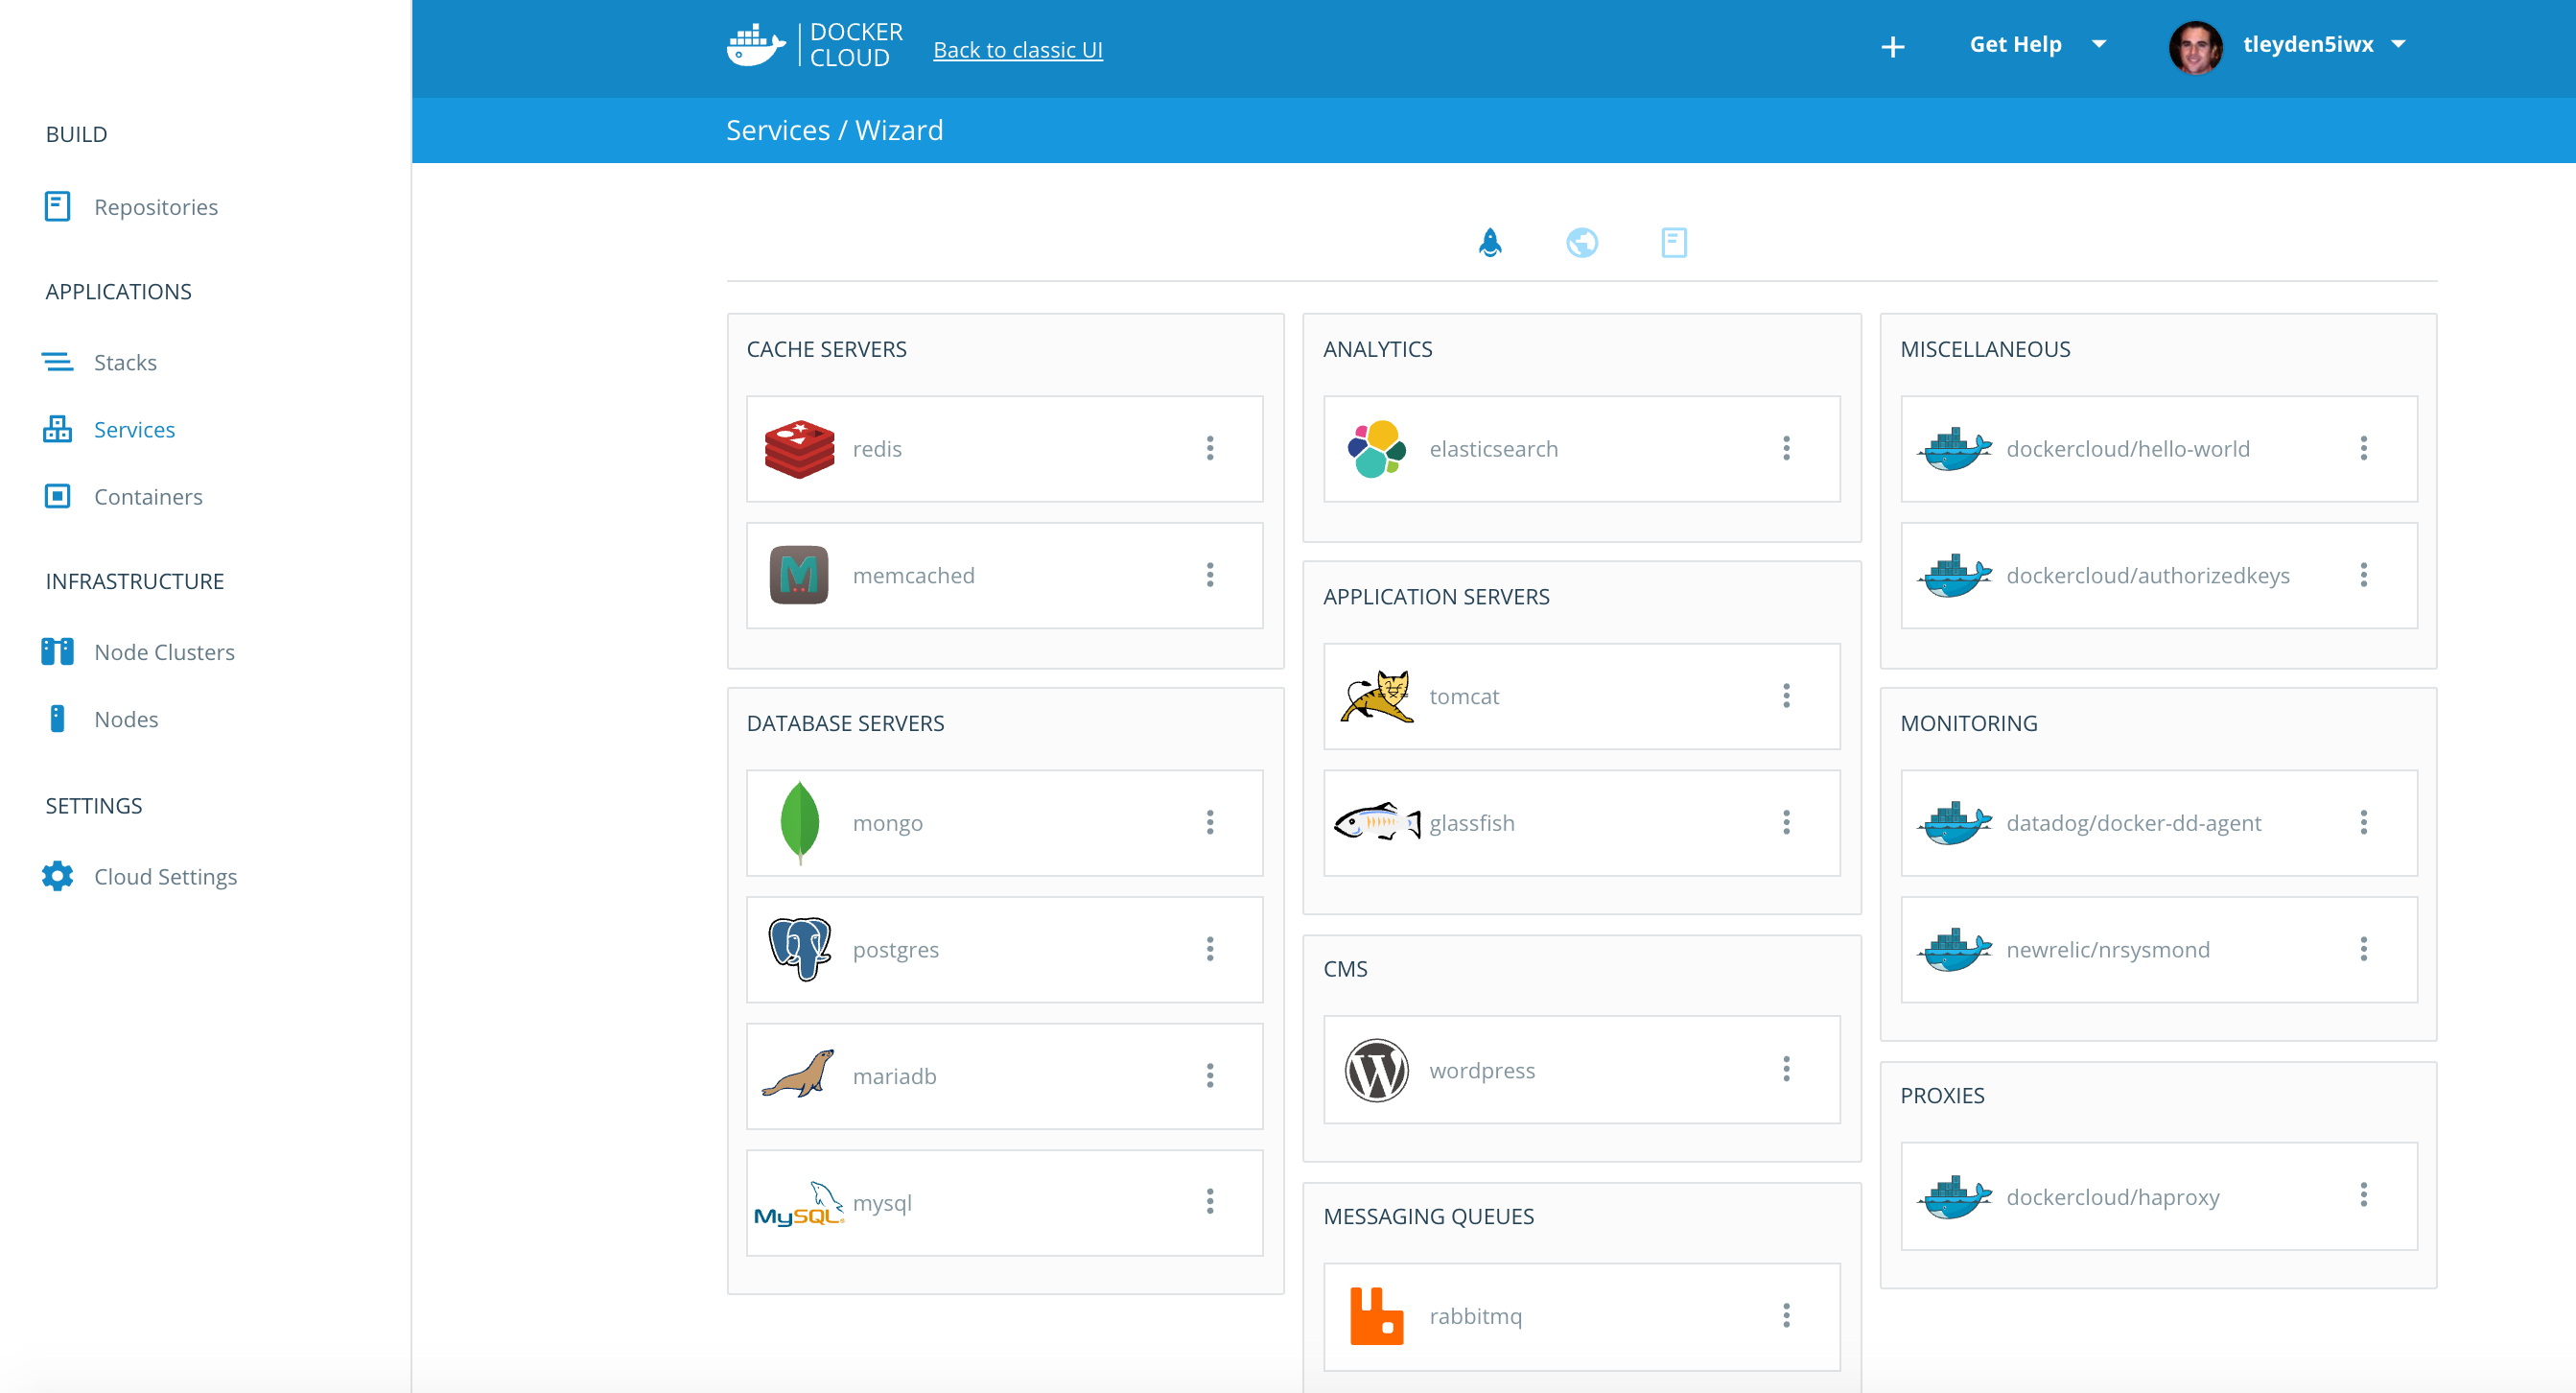 DOCKER
CLOUD
Back to classic UI
Get Help
tleyden5iwx
Services / Wizard
BUILD
Repositories
APPLICATIONS
Stacks
Services
Containers
INFRASTRUCTURE
Node Clusters
Nodes
SETTINGS
Cloud Settings
CACHE SERVERS
redis
memcached
DATABASE SERVERS
mongo
postgres
mariadb
MySQL
mysql
ANALYTICS
elasticsearch
APPLICATION SERVERS
tomcat
glassfish
CMS
wordpress
MESSAGING QUEUES
rabbitmq
MISCELLANEOUS
dockercloud/hello-world
dockercloud/authorizedkeys
MONITORING
datadog/docker-dd-agent
newrelic/nrsysmond
PROXIES
dockercloud/haproxy